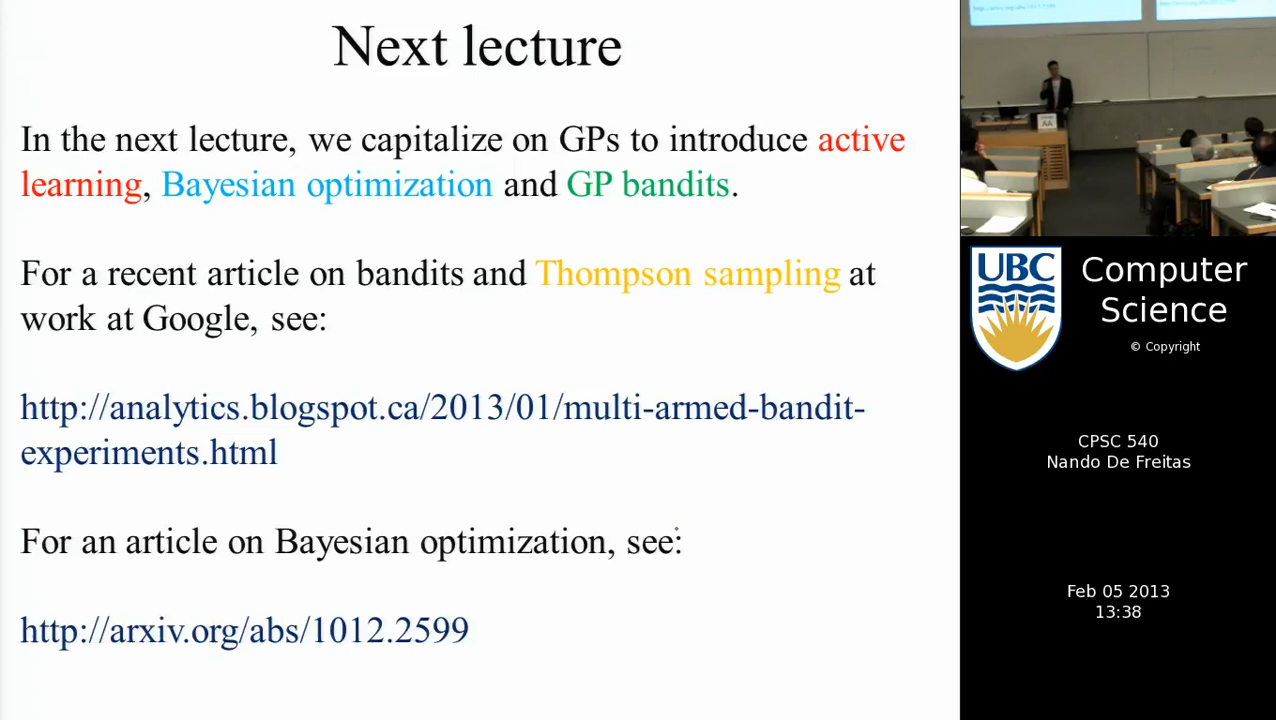 Next lecture
In the next lecture, we capitalize on GPs to introduce active
learning, Bayesian optimization and GP bandits.
For a recent article on bandits and Thompson sampling at
work at Google, see:
http://analytics.blogspot.ca/2013/01/multi-armed-bandit-
experiments.html
For an article on Bayesian optimization, see:
http://arxiv.org/abs/1012.2599
UBC
Computer
Science
© Copyright
CPSC 540
Nando De Freitas
Feb 05 2013
13:38